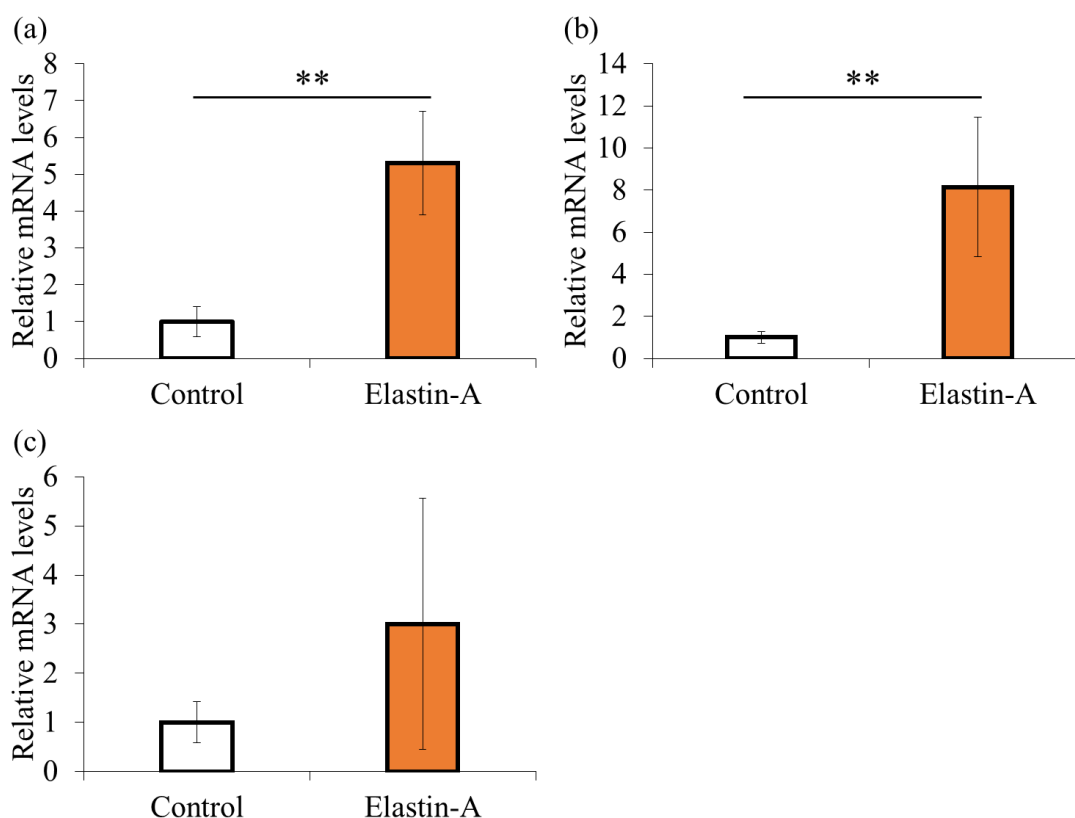 (a)
Relative mRNA levels
8
7
6
5
4
3
2
1
0
**
Control Elastin-A
(b)
Relative mRNA levels
14
12
10
8
6
4
2
0
**
Control Elastin-A
(c)
Relative mRNA levels
6
5
4
3
2
1
0
Control Elastin-A